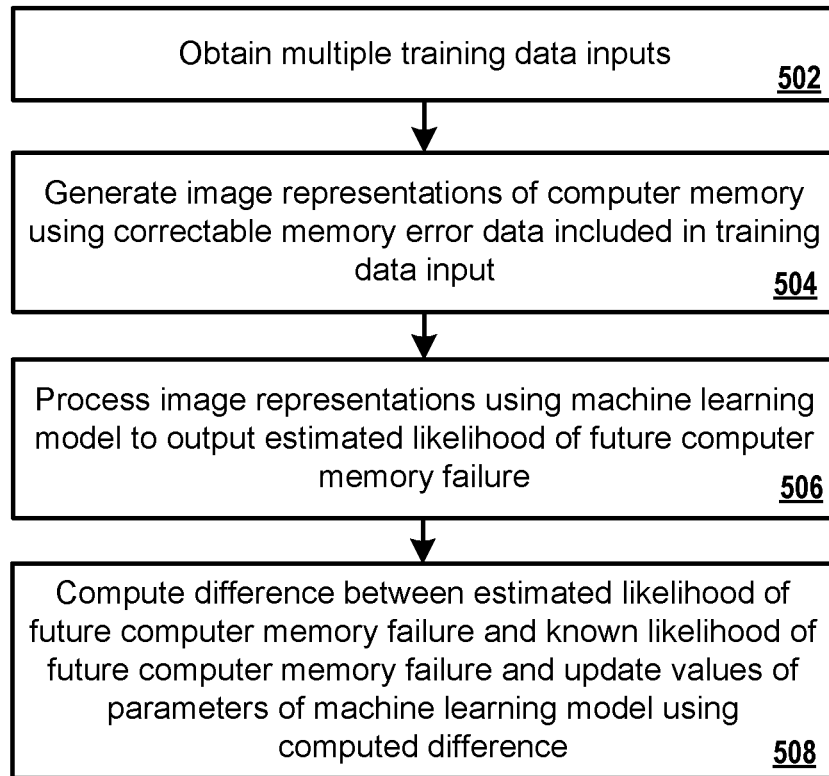 Obtain multiple training data inputs
502
Generate image representations of computer memory
using correctable memory error data included in training
data input
504
Process image representations using machine learning
model to output estimated likelihood of future computer
memory failure
506
Compute difference between estimated likelihood of
future computer memory failure and known likelihood of
future computer memory failure and update values of
parameters of machine learning model using
computed difference
508